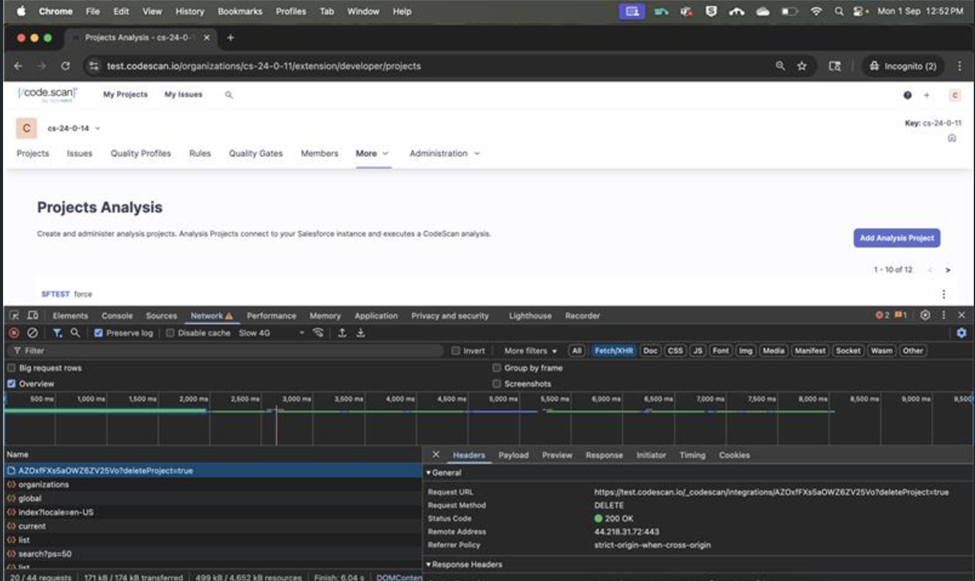 Chrome File Edit View History Bookmarks Profiles Tab Window Help Mon 1 Sep 12:52 PM
Projects Analysis - cs-24-0-1
test.codescan.io/organizations/cs-24-0-11/extension/developer/projects Incognito (2)
[/code.scan] My Projects My Issues C
C cs-24-0-14 Key: cs-24-0-11
Projects Issues Quality Profiles Rules Quality Gates Members More Administration
Projects Analysis
Create and administer analysis projects. Analysis Projects connect to your Salesforce instance and executes a CodeScan analysis.
Add Analysis Project
1 - 10 of 12 < >
SFTEST force
Elements Console Sources Network Performance Memory Application Privacy and security Lighthouse Recorder 2 1
Preserve log Disable cache Slow 4G
Filter Invert More filters All Fetch/XHR Doc CSS JS Font Img Media Manifest Socket Wasm Other
Big request rows Group by frame
Overview Screenshots
500 ms 1,000 ms 1,500 ms 2,000 ms 2,500 ms 3,000 ms 3,500 ms 4,000 ms 4,500 ms 5,000 ms 5,500 ms 6,000 ms 6,500 ms 7,000 ms 7,500 ms 8,000 ms 8,500 ms 9,000 ms 9,500
Name Headers Payload Preview Response Initiator Timing Cookies
AZOxfFXsSaOWZ6ZV25Vo?deleteProject=true
General
organizations
Request URL https://test.codescan.io/_codescan/integrations/AZOxfFXsSaOWZ6ZV25Vo?deleteProject=true
global
Request Method DELETE
index?locale=en-US
Status Code 200 OK
current
Remote Address 44.218.31.72:443
list
Referrer Policy strict-origin-when-cross-origin
search?ps=50
list
Response Headers
20 / 44 requests 171 kB / 174 kB transferred 499 kB / 4,652 kB resources Finish: 6.04 s DOMConten